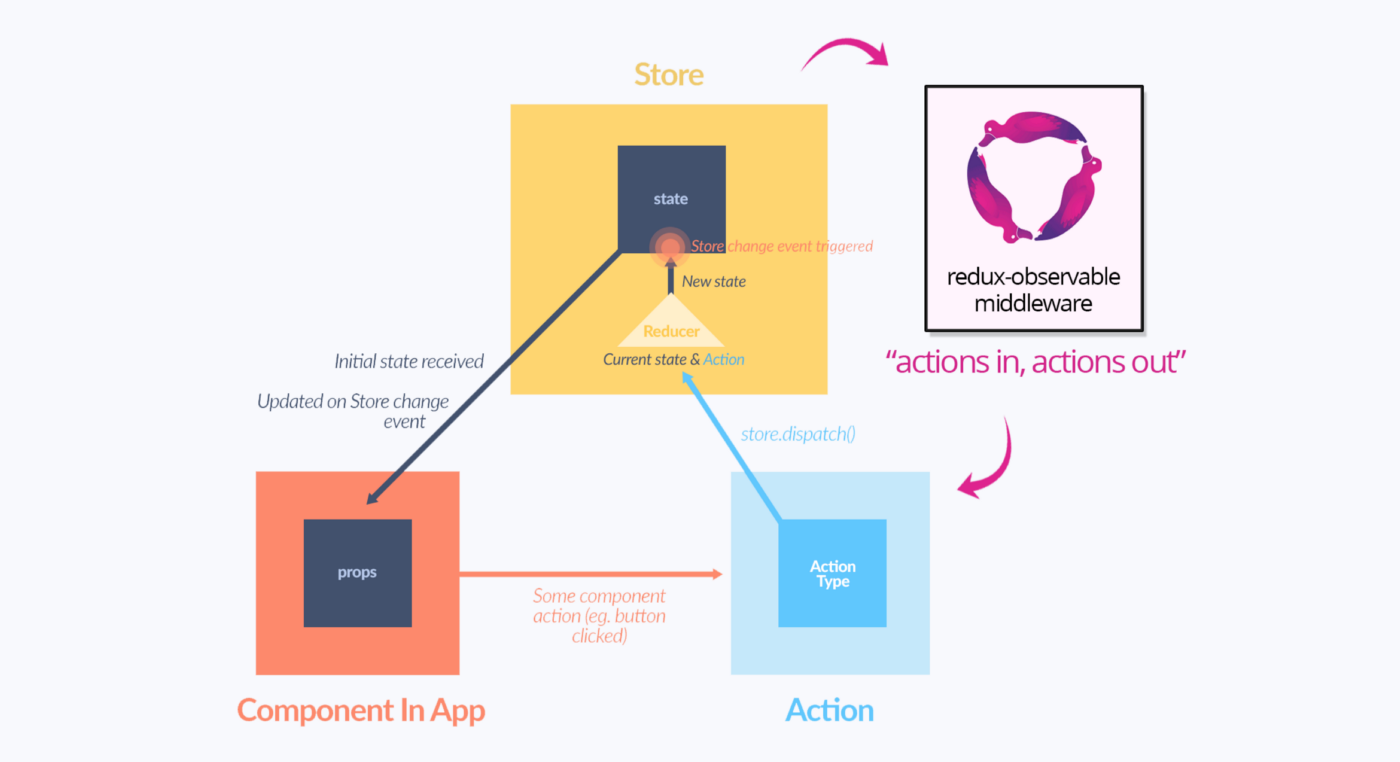 Store
state
Store change event triggered
New state
Reducer
Current state & Action
redux-observable
middleware
“actions in, actions out”
Initial state received
Updated on Store change
event
store.dispatch()
props
Some component
action (eg. button
clicked)
Action
Type
Component In App
Action